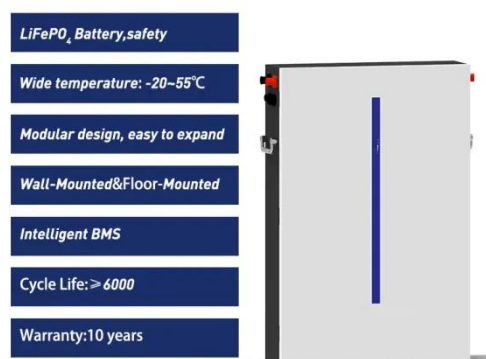 LiFePO₄ Battery,safety
Wide temperature: -20~55℃
Modular design, easy to expand
Wall-Mounted&Floor-Mounted
Intelligent BMS
Cycle Life:≥6000
Warranty:10 years